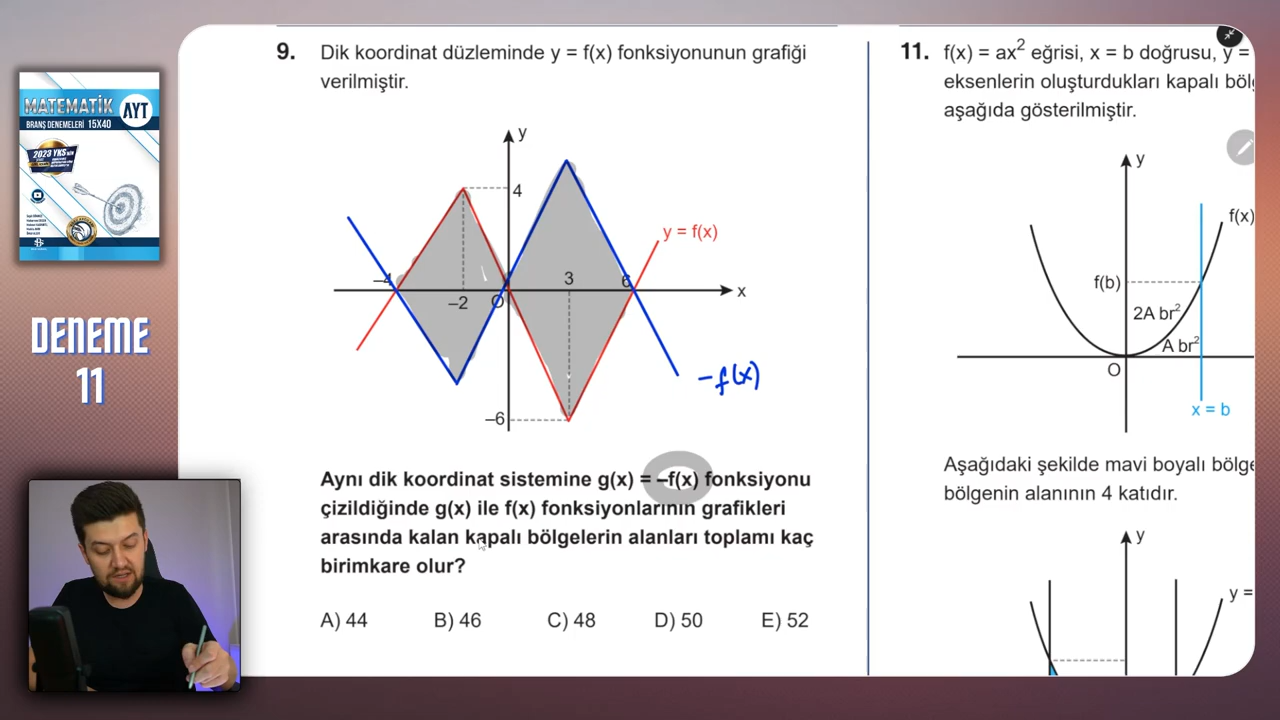 MATEMATİK
AYT
BRANŞ DENEMELERİ 15X40
2023 YKS'NİN
DENEME
11
9. Dik koordinat düzleminde y = f(x) fonksiyonunun grafiği
verilmiştir.
y
4
y = f(x)
–4
3
6
x
–2
O
–f(x)
–6
Aynı dik koordinat sistemine g(x) = –f(x) fonksiyonu
çizildiğinde g(x) ile f(x) fonksiyonlarının grafikleri
arasında kalan kapalı bölgelerin alanları toplamı kaç
birimkare olur?
A) 44 B) 46 C) 48 D) 50 E) 52
11. f(x) = ax² eğrisi, x = b doğrusu, y =
eksenlerin oluşturdukları kapalı böl
aşağıda gösterilmiştir.
y
f(x)
f(b)
2A br²
A br²
O
x = b
Aşağıdaki şekilde mavi boyalı bölge
bölgenin alanının 4 katıdır.
y
y =